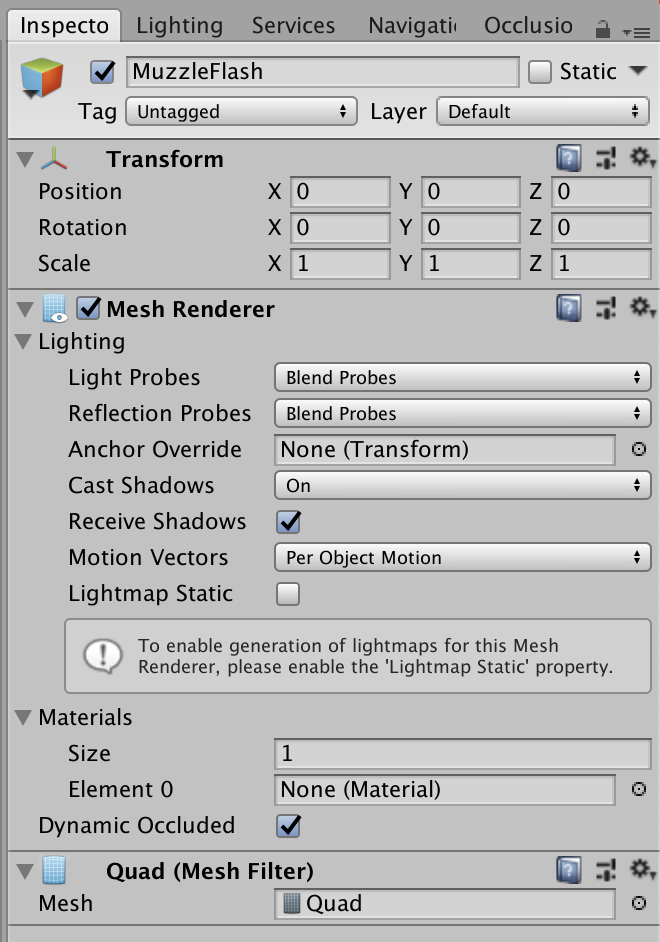 Inspecto Lighting Services Navigati Occlusio
MuzzleFlash Static
Tag Untagged Layer Default
Transform
Position X 0 Y 0 Z 0
Rotation X 0 Y 0 Z 0
Scale X 1 Y 1 Z 1
Mesh Renderer
Lighting
Light Probes Blend Probes
Reflection Probes Blend Probes
Anchor Override None (Transform)
Cast Shadows On
Receive Shadows
Motion Vectors Per Object Motion
Lightmap Static
To enable generation of lightmaps for this Mesh
Renderer, please enable the 'Lightmap Static' property.
Materials
Size 1
Element 0 None (Material)
Dynamic Occluded
Quad (Mesh Filter)
Mesh Quad